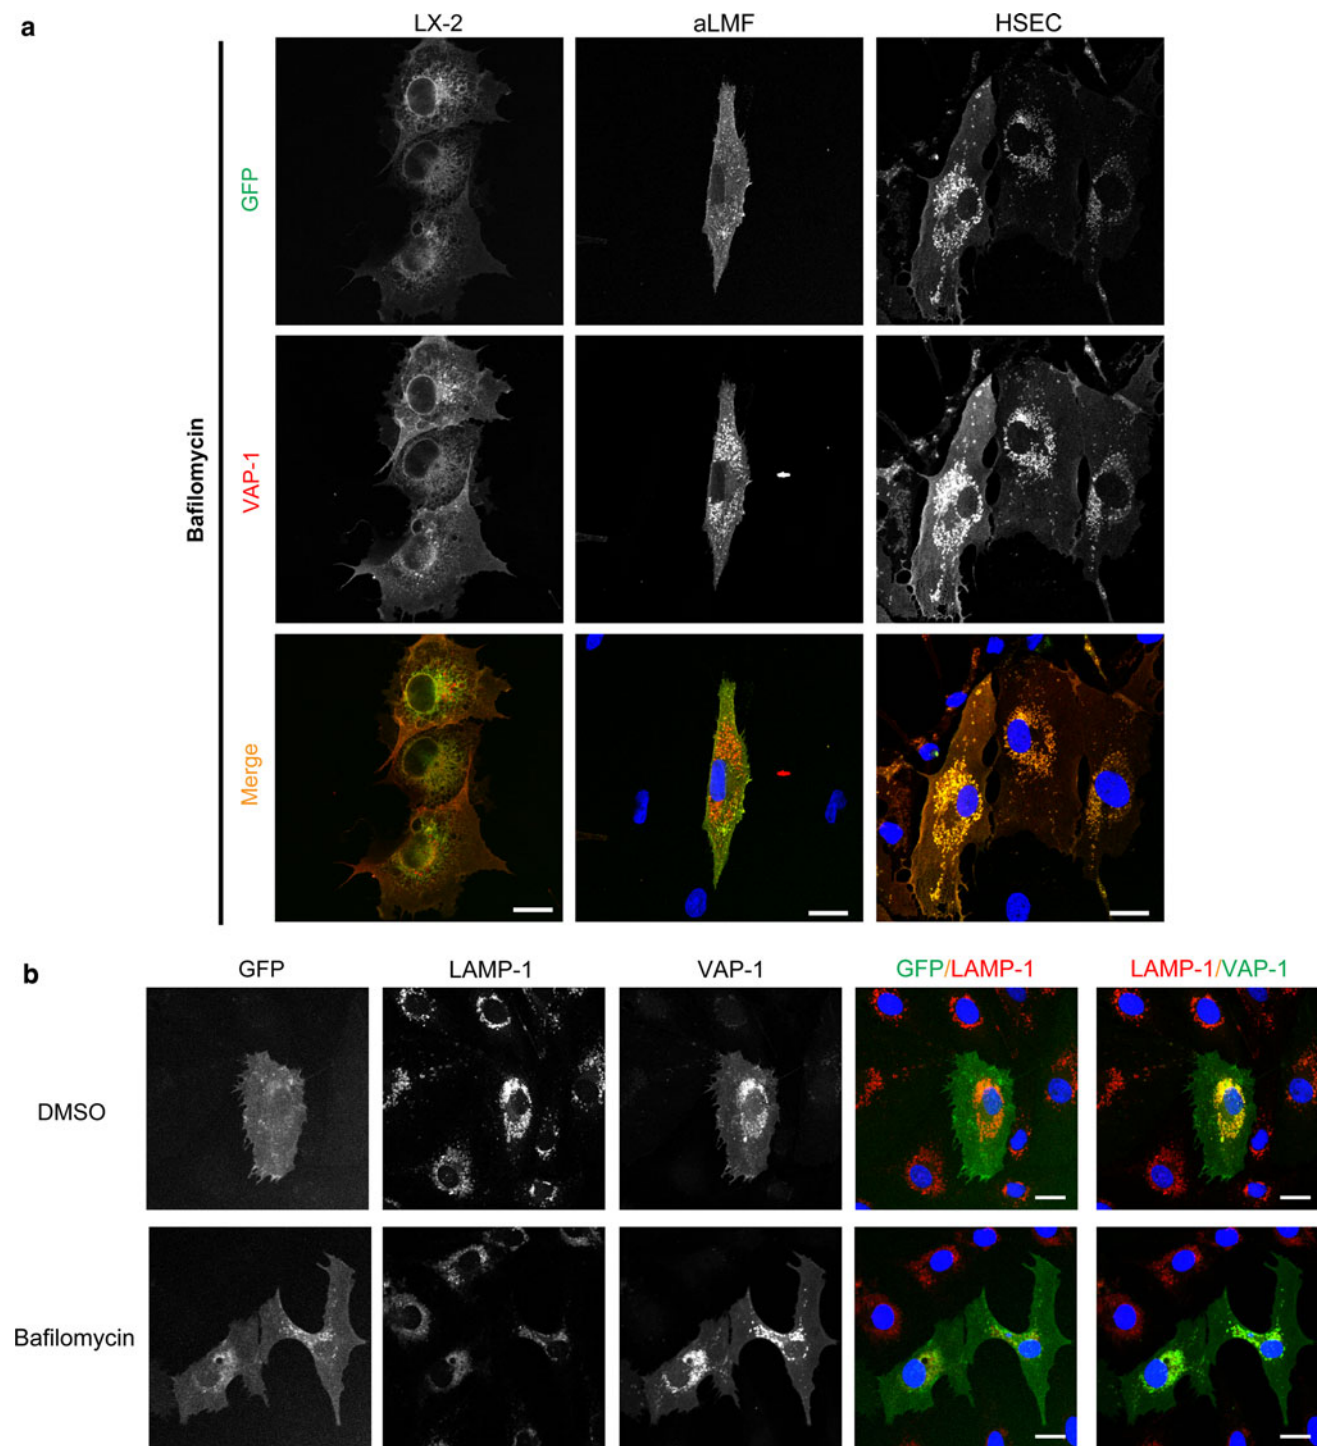 a
LX-2 aLMF HSEC
Bafilomycin
GFP
VAP-1
Merge
b
GFP LAMP-1 VAP-1 GFP/LAMP-1 LAMP-1/VAP-1
DMSO
Bafilomycin